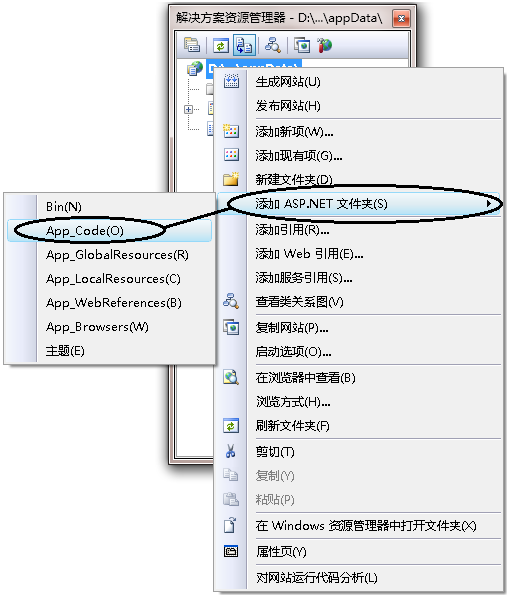 解决方案资源管理器 - D:\...\appData\
D:\...\appData\
生成网站(U)
发布网站(H)
添加新项(W)...
添加现有项(G)...
新建文件夹(D)
添加 ASP.NET 文件夹(S)
添加引用(R)...
添加 Web 引用(E)...
添加服务引用(S)...
查看类关系图(V)
复制网站(P)...
启动选项(O)...
在浏览器中查看(B)
浏览方式(H)...
刷新文件夹(F)
剪切(T)
复制(Y)
粘贴(P)
在 Windows 资源管理器中打开文件夹(X)
属性页(Y)
对网站运行代码分析(L)
Bin(N)
App_Code(O)
App_GlobalResources(R)
App_LocalResources(C)
App_WebReferences(B)
App_Browsers(W)
主题(E)